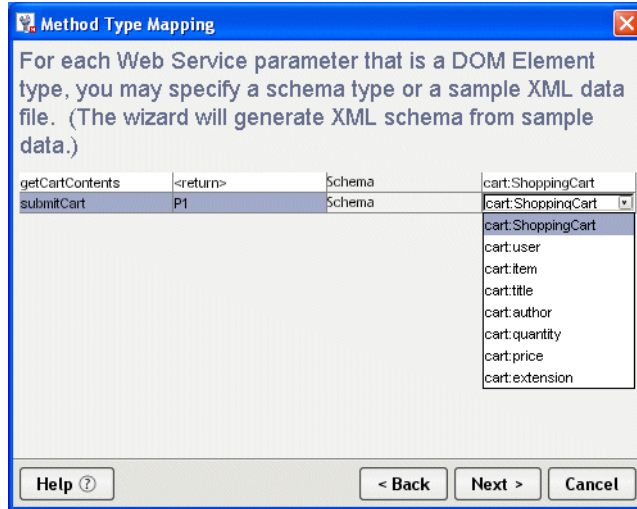 Method Type Mapping
For each Web Service parameter that is a DOM Element
type, you may specify a schema type or a sample XML data
file. (The wizard will generate XML schema from sample
data.)
getCartContents <return> Schema cart:ShoppingCart
submitCart P1 Schema cart:ShoppingCart
cart:ShoppingCart
cart:user
cart:item
cart:title
cart:author
cart:quantity
cart:price
cart:extension
Help ? < Back Next > Cancel